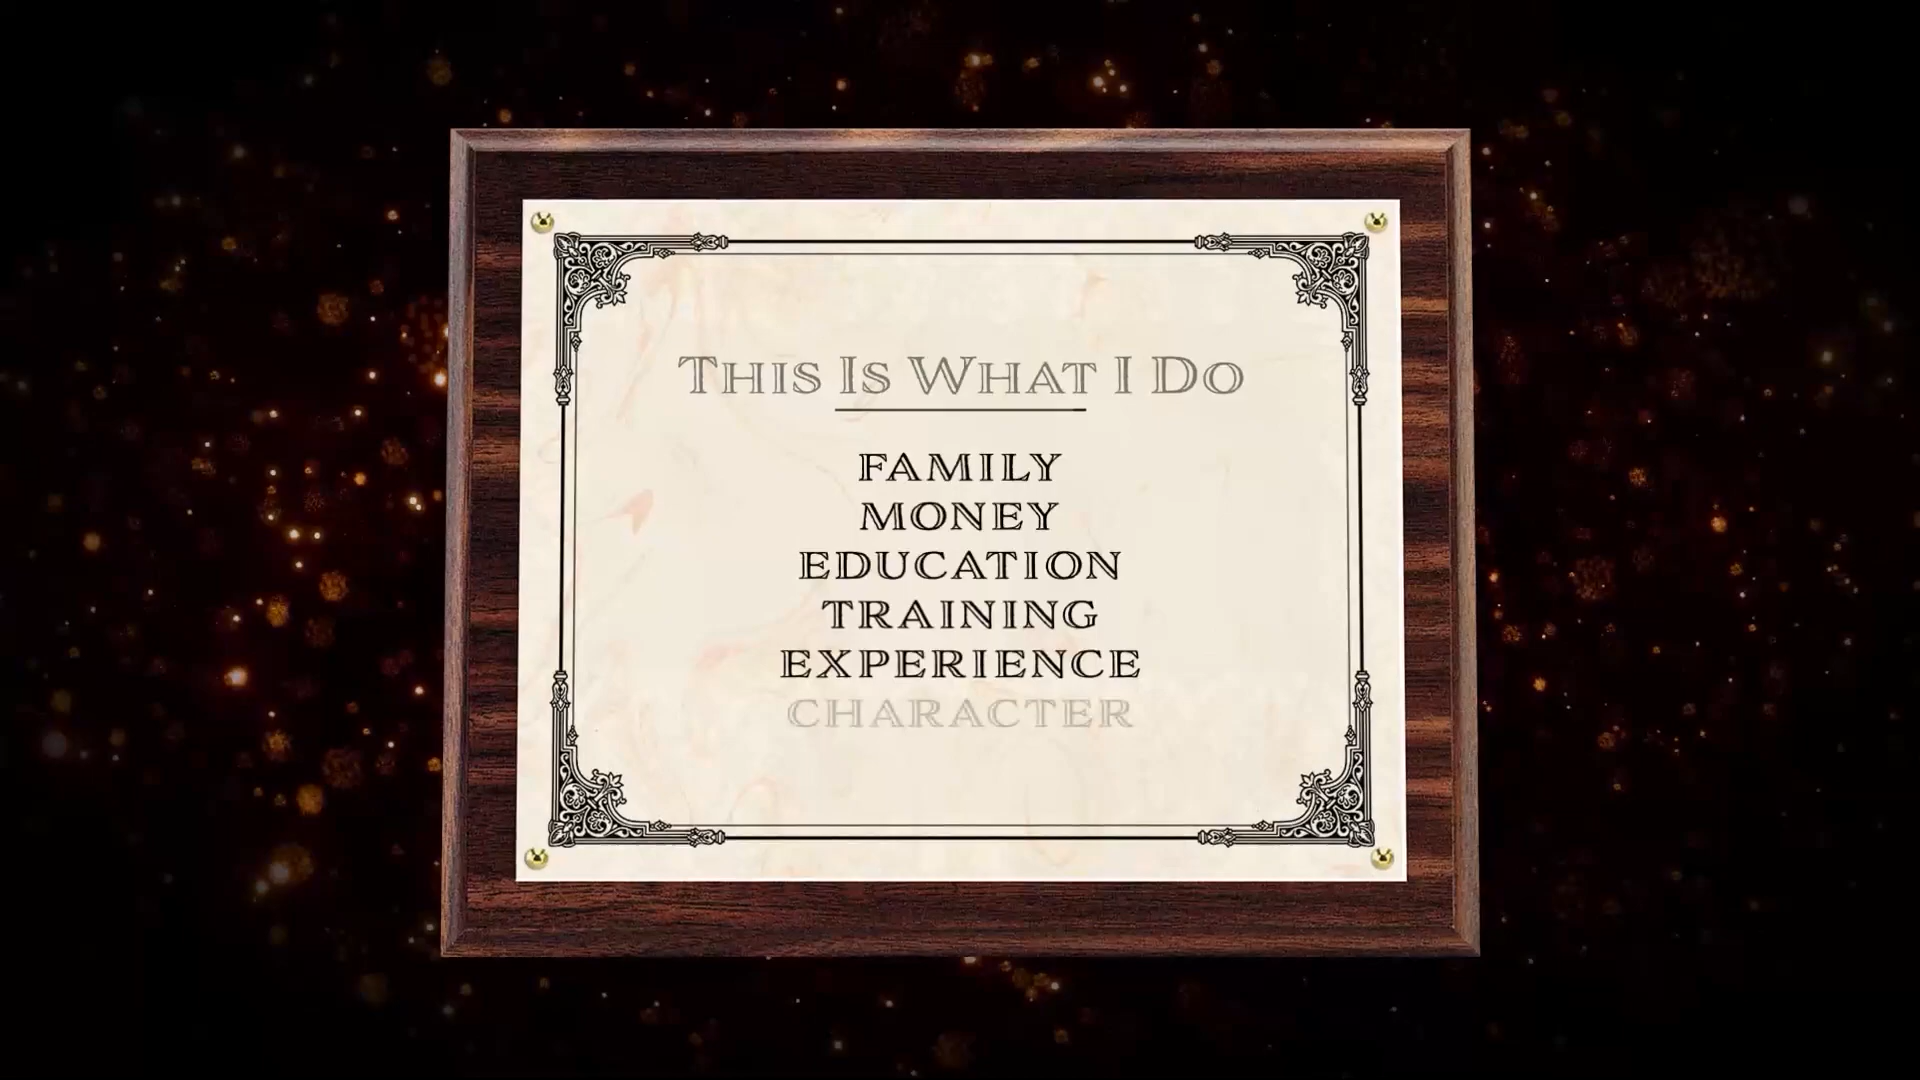 This Is What I Do
FAMILY
MONEY
EDUCATION
TRAINING
EXPERIENCE
CHARACTER